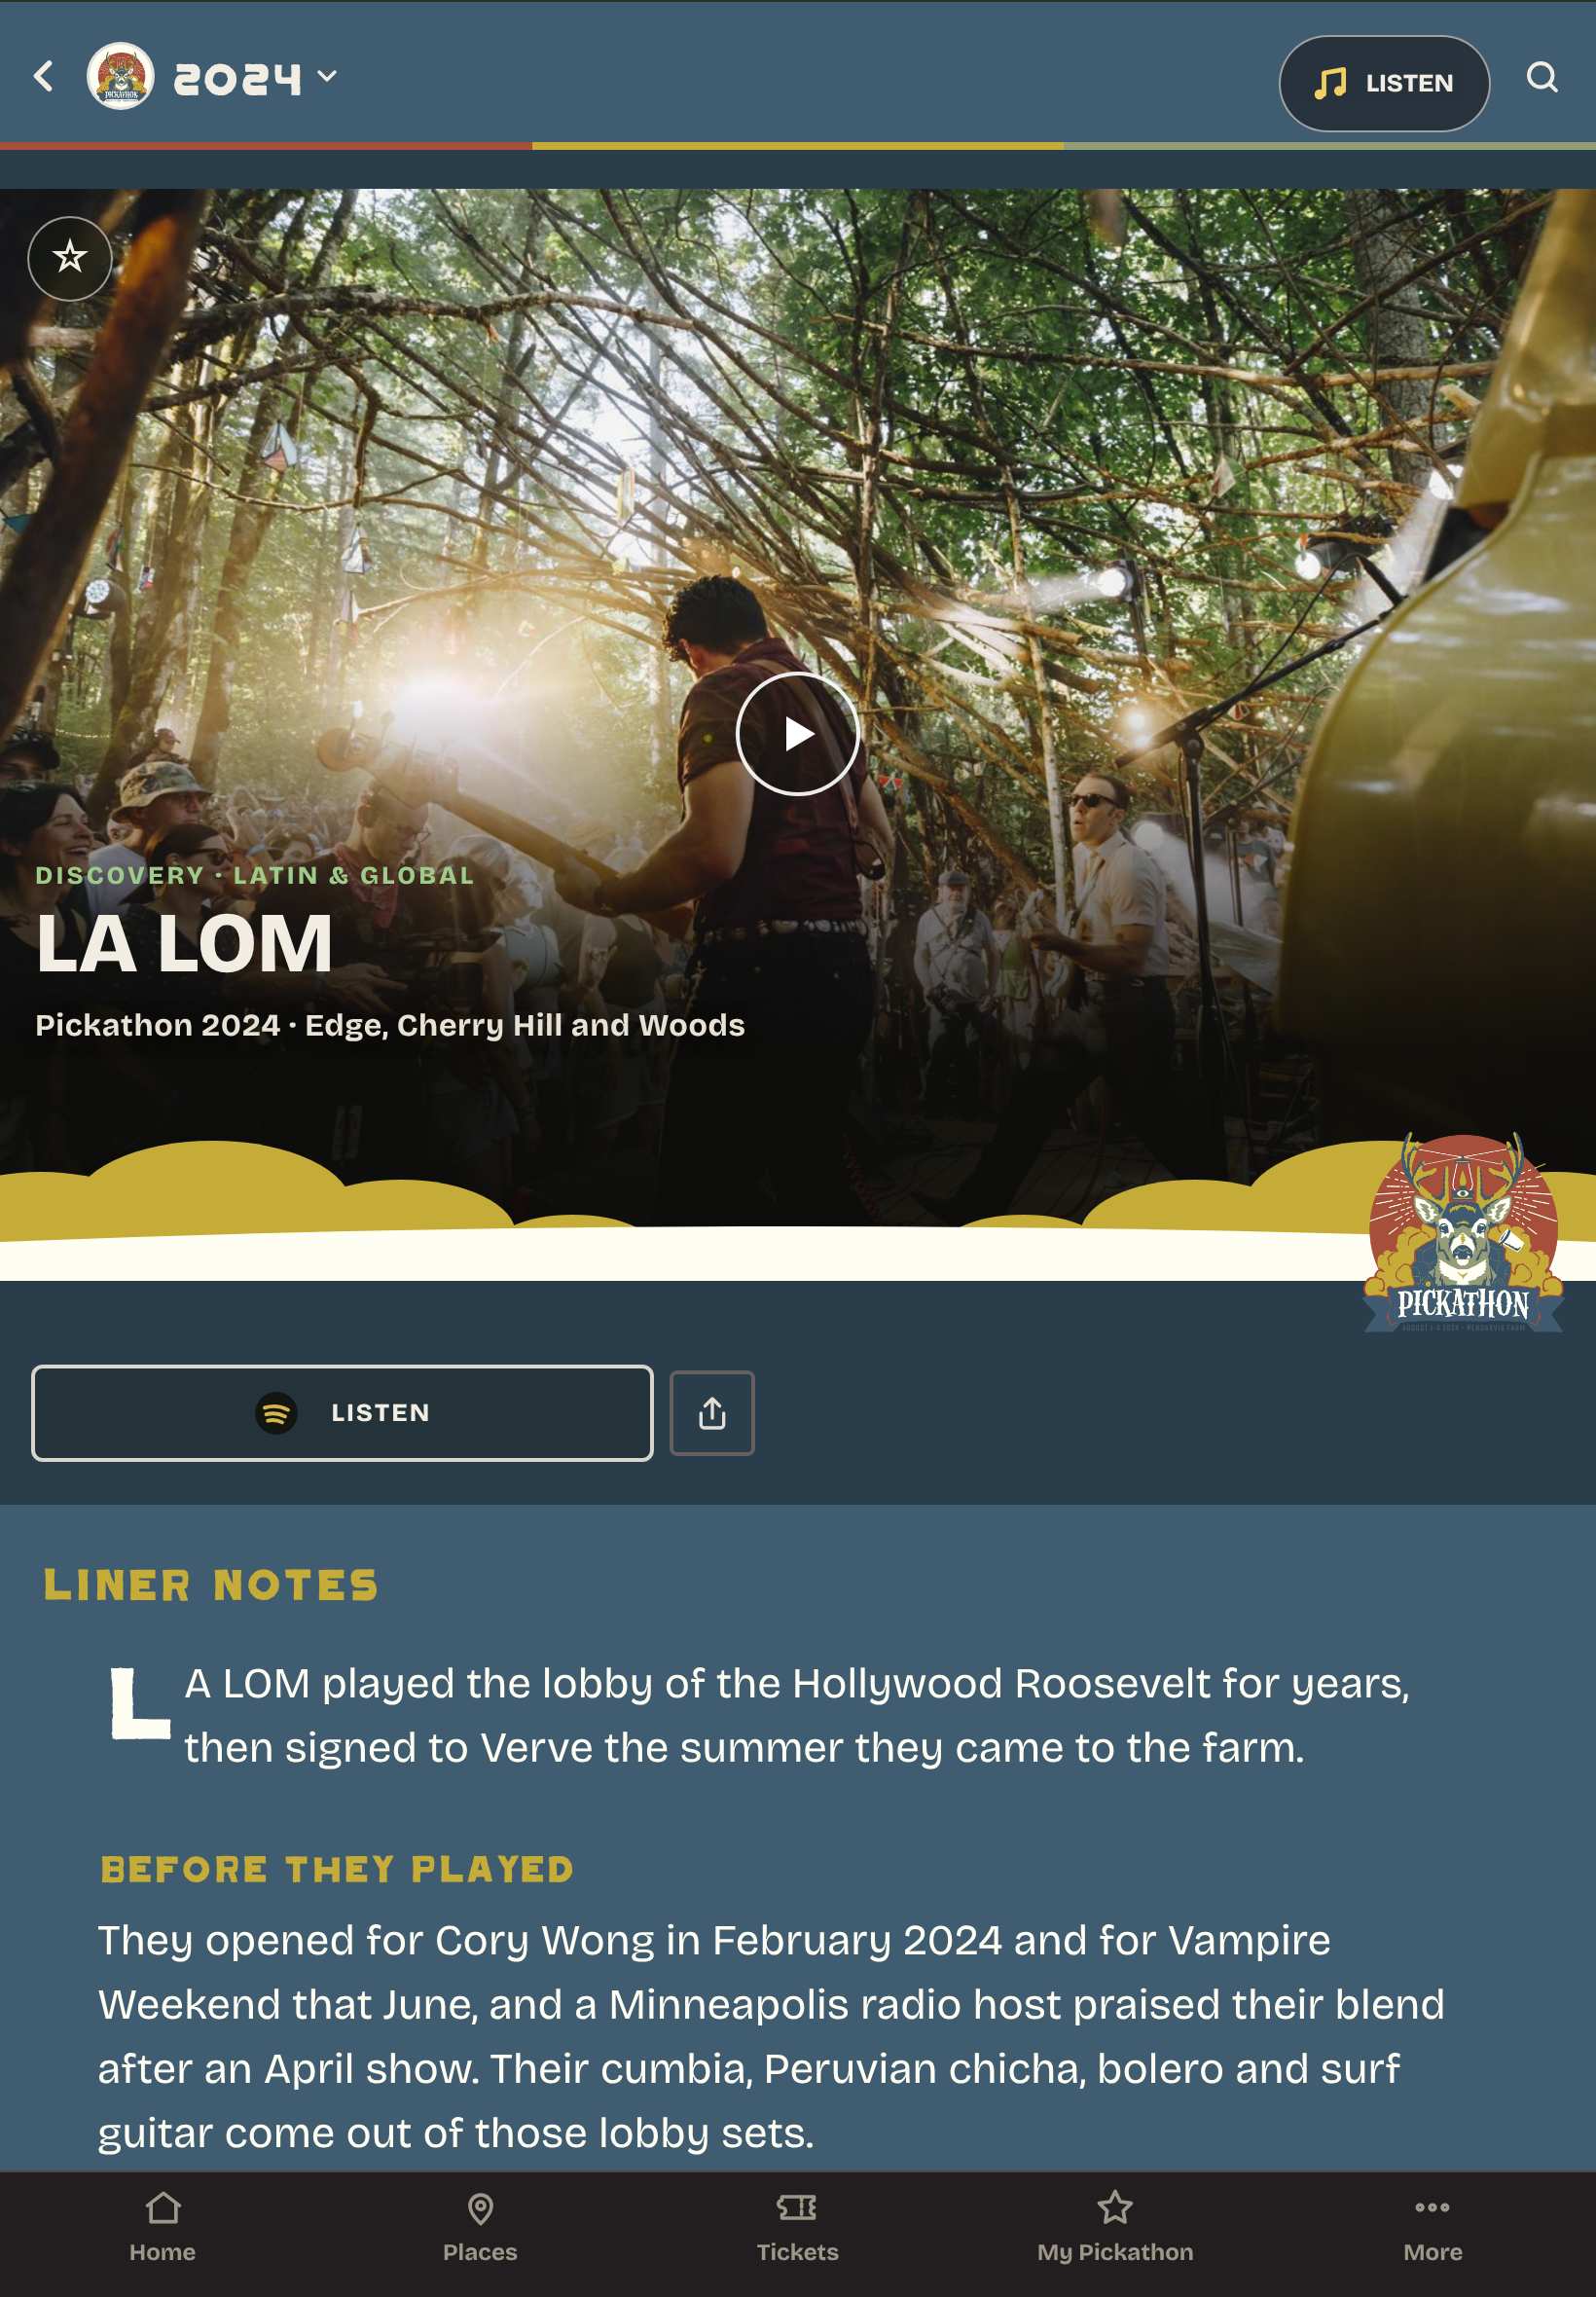 2024
LISTEN
DISCOVERY · LATIN & GLOBAL
LA LOM
Pickathon 2024 · Edge, Cherry Hill and Woods
PICKATHON
LISTEN
LINER NOTES
LA LOM played the lobby of the Hollywood Roosevelt for years,
then signed to Verve the summer they came to the farm.
BEFORE THEY PLAYED
They opened for Cory Wong in February 2024 and for Vampire
Weekend that June, and a Minneapolis radio host praised their blend
after an April show. Their cumbia, Peruvian chicha, bolero and surf
guitar come out of those lobby sets.
Home
Places
Tickets
My Pickathon
More